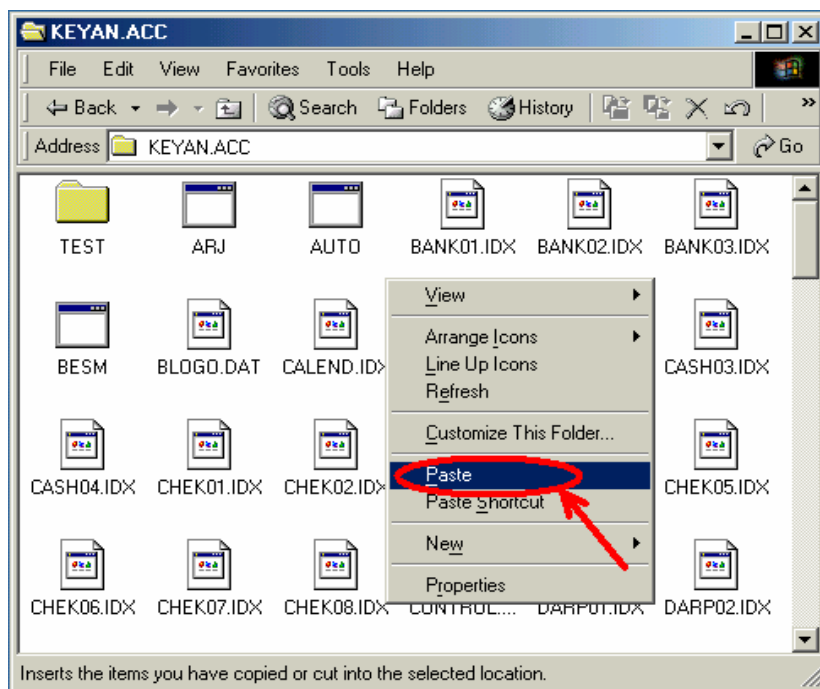 KEYAN.ACC
File Edit View Favorites Tools Help
Back Search Folders History »
Address KEYAN.ACC Go
TEST ARJ AUTO BANK01.IDX BANK02.IDX BANK03.IDX
View
Arrange Icons
Line Up Icons
Refresh
BESM BLOGO.DAT CALEND.IDX CASH03.IDX
Customize This Folder...
Paste
Paste Shortcut
CASH04.IDX CHEK01.IDX CHEK02.IDX CHEK05.IDX
New
Properties
CHEK06.IDX CHEK07.IDX CHEK08.IDX CONTROL.... DARP01.IDX DARP02.IDX
Inserts the items you have copied or cut into the selected location.